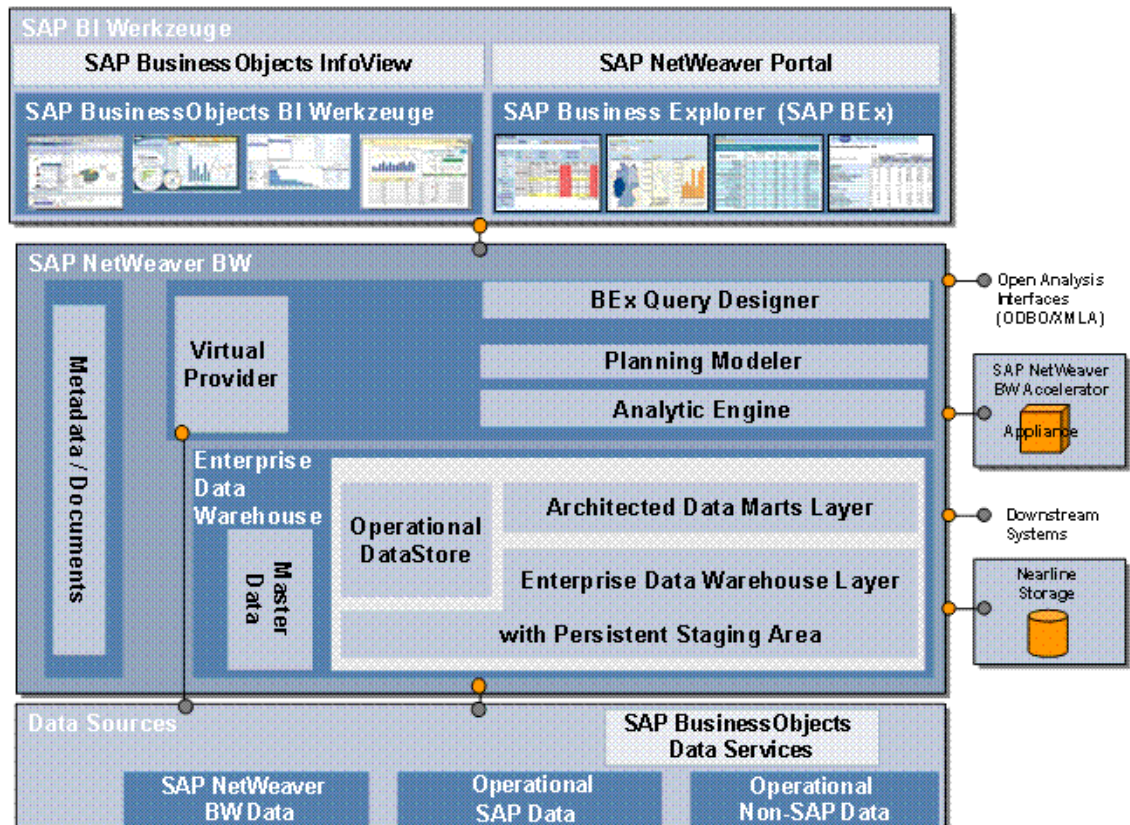 SAP BI Werkzeuge
SAP BusinessObjects InfoView
SAP NetWeaver Portal
SAP BusinessObjects BI Werkzeuge
SAP Business Explorer (SAP BEx)
SAP NetWeaver BW
Metadata / Documents
Virtual
Provider
BEx Query Designer
Planning Modeler
Analytic Engine
Enterprise
Data
Warehouse
Master
Data
Operational
DataStore
Architected Data Marts Layer
Enterprise Data Warehouse Layer
with Persistent Staging Area
Open Analysis
Interfaces
(ODBO/XMLA)
SAP NetWeaver
BW Accelerator
Appliance
Downstream
Systems
Nearline
Storage
Data Sources
SAP BusinessObjects
Data Services
SAP NetWeaver
BW Data
Operational
SAP Data
Operational
Non-SAP Data